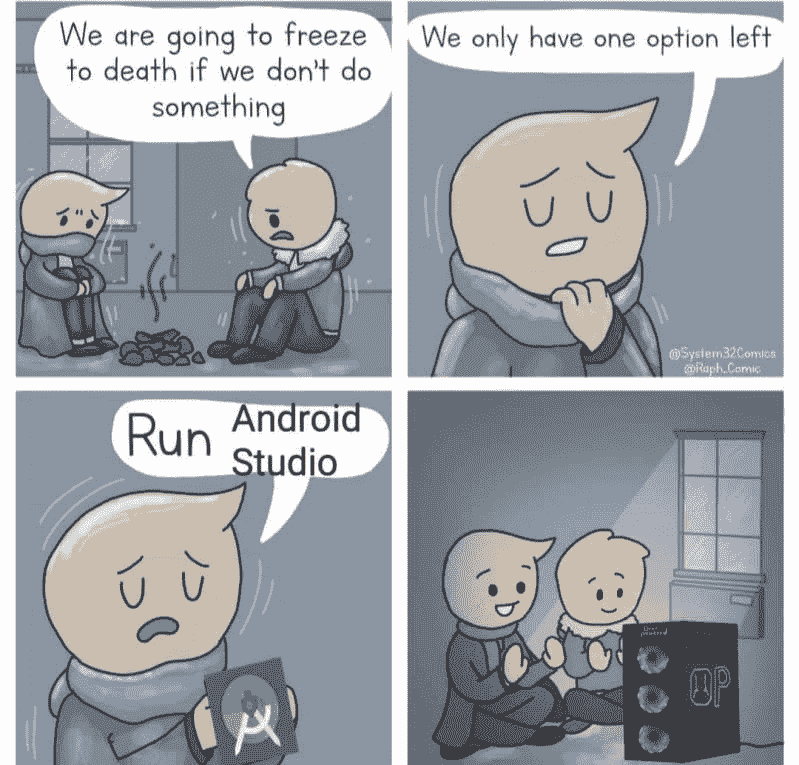 We are going to freeze
to death if we don't do
something
We only have one option left
@System32Comics
@Raph_Comic
Run Android
Studio
OP